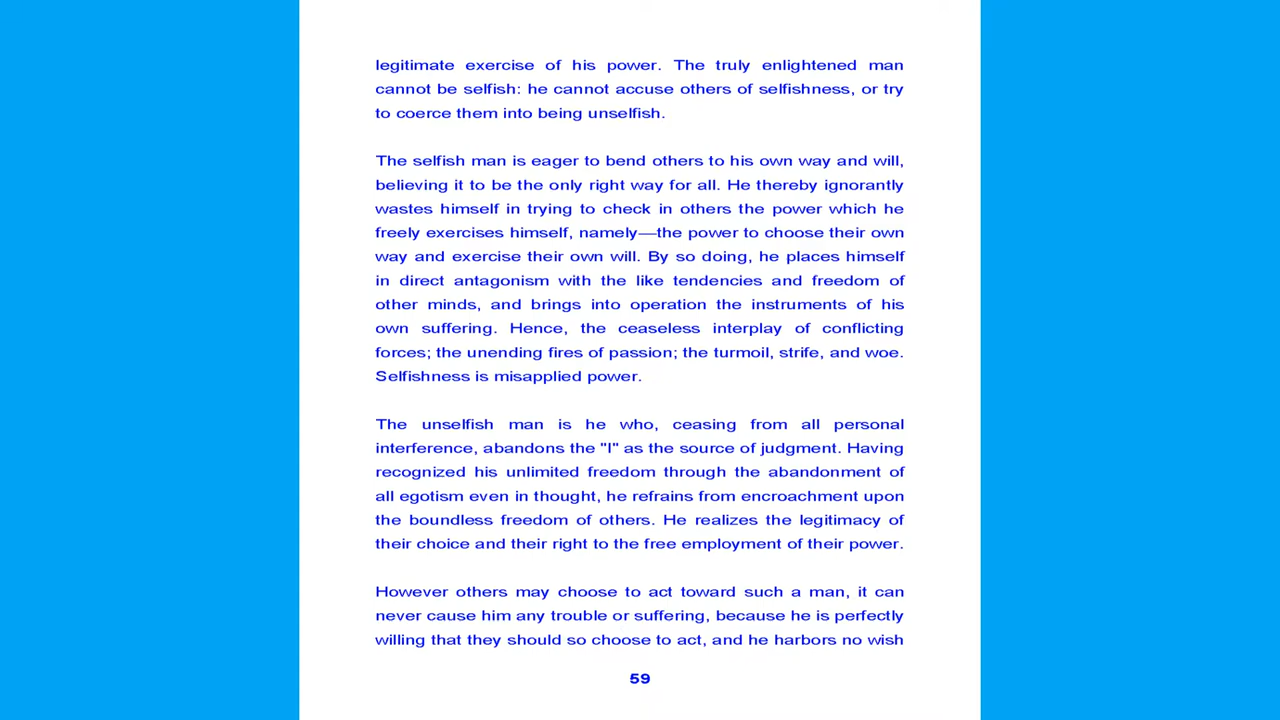 legitimate exercise of his power. The truly enlightened man
cannot be selfish: he cannot accuse others of selfishness, or try
to coerce them into being unselfish.
The selfish man is eager to bend others to his own way and will,
believing it to be the only right way for all. He thereby ignorantly
wastes himself in trying to check in others the power which he
freely exercises himself, namely—the power to choose their own
way and exercise their own will. By so doing, he places himself
in direct antagonism with the like tendencies and freedom of
other minds, and brings into operation the instruments of his
own suffering. Hence, the ceaseless interplay of conflicting
forces; the unending fires of passion; the turmoil, strife, and woe.
Selfishness is misapplied power.
The unselfish man is he who, ceasing from all personal
interference, abandons the "I" as the source of judgment. Having
recognized his unlimited freedom through the abandonment of
all egotism even in thought, he refrains from encroachment upon
the boundless freedom of others. He realizes the legitimacy of
their choice and their right to the free employment of their power.
However others may choose to act toward such a man, it can
never cause him any trouble or suffering, because he is perfectly
willing that they should so choose to act, and he harbors no wish
59